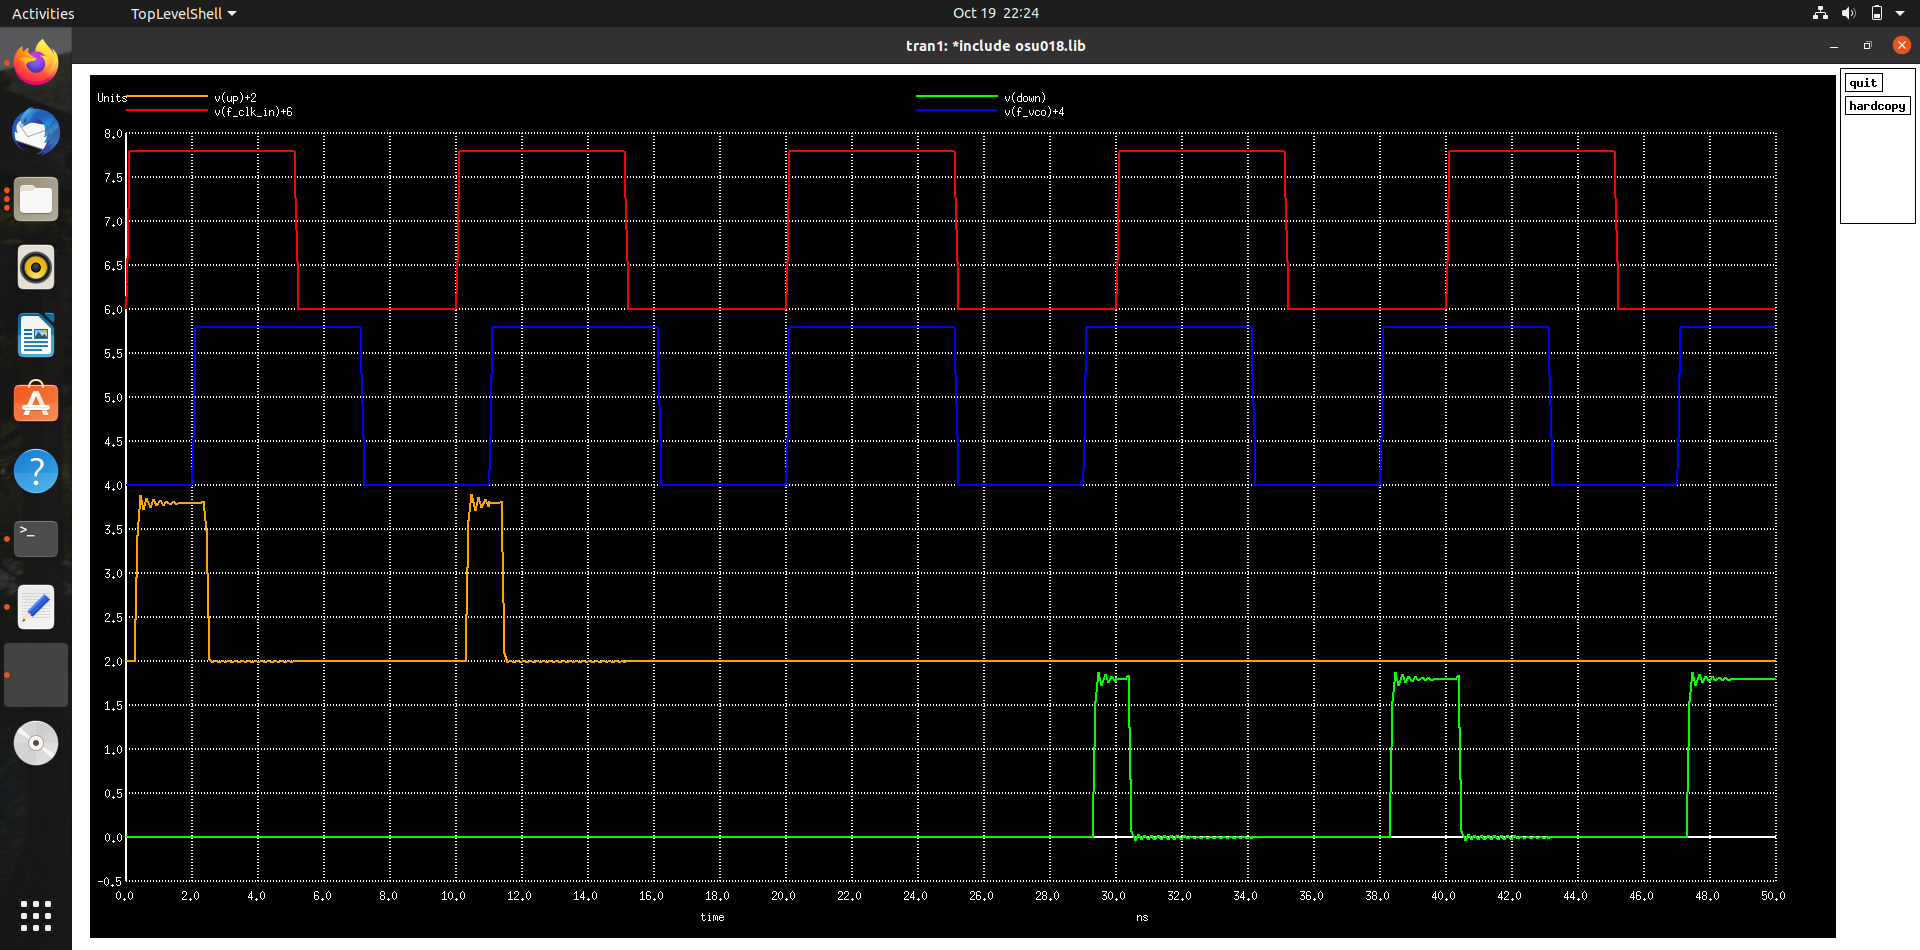 Activities TopLevelShell Oct 19 22:24
tran1: *include osu018.lib
quit
hardcopy
Units v(up)+2 v(down)
v(f_clk_in)+6 v(f_vco)+4
8.0
7.5
7.0
6.5
6.0
5.5
5.0
4.5
4.0
3.5
3.0
2.5
2.0
1.5
1.0
0.5
0.0
-0.5
0.0 2.0 4.0 6.0 8.0 10.0 12.0 14.0 16.0 18.0 20.0 22.0 24.0 26.0 28.0 30.0 32.0 34.0 36.0 38.0 40.0 42.0 44.0 46.0 48.0 50.0
time ns